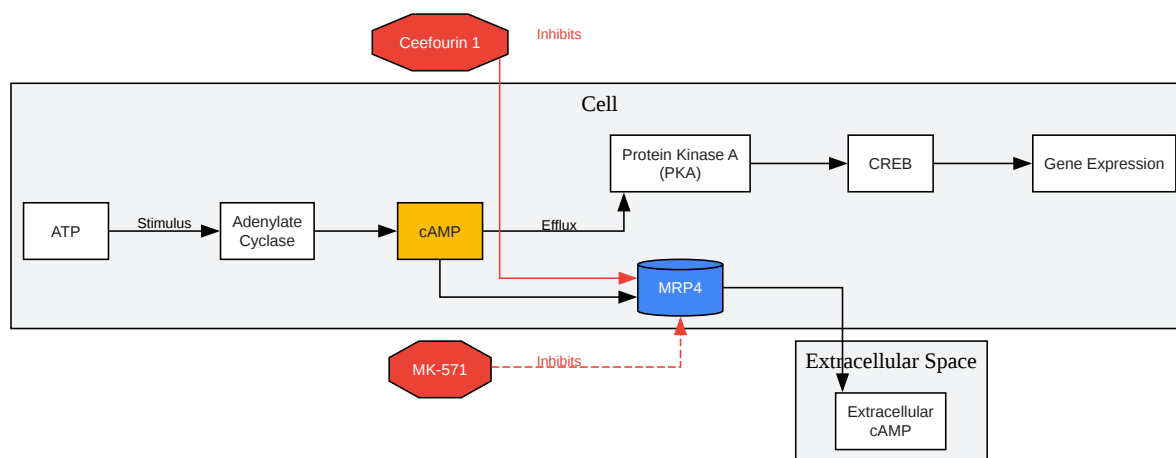 Ceefourin 1
Inhibits
Cell
Protein Kinase A
(PKA)
CREB
Gene Expression
ATP
Stimulus
Adenylate
Cyclase
cAMP
Efflux
MRP4
MK-571
Inhibits
Extracellular Space
Extracellular
cAMP